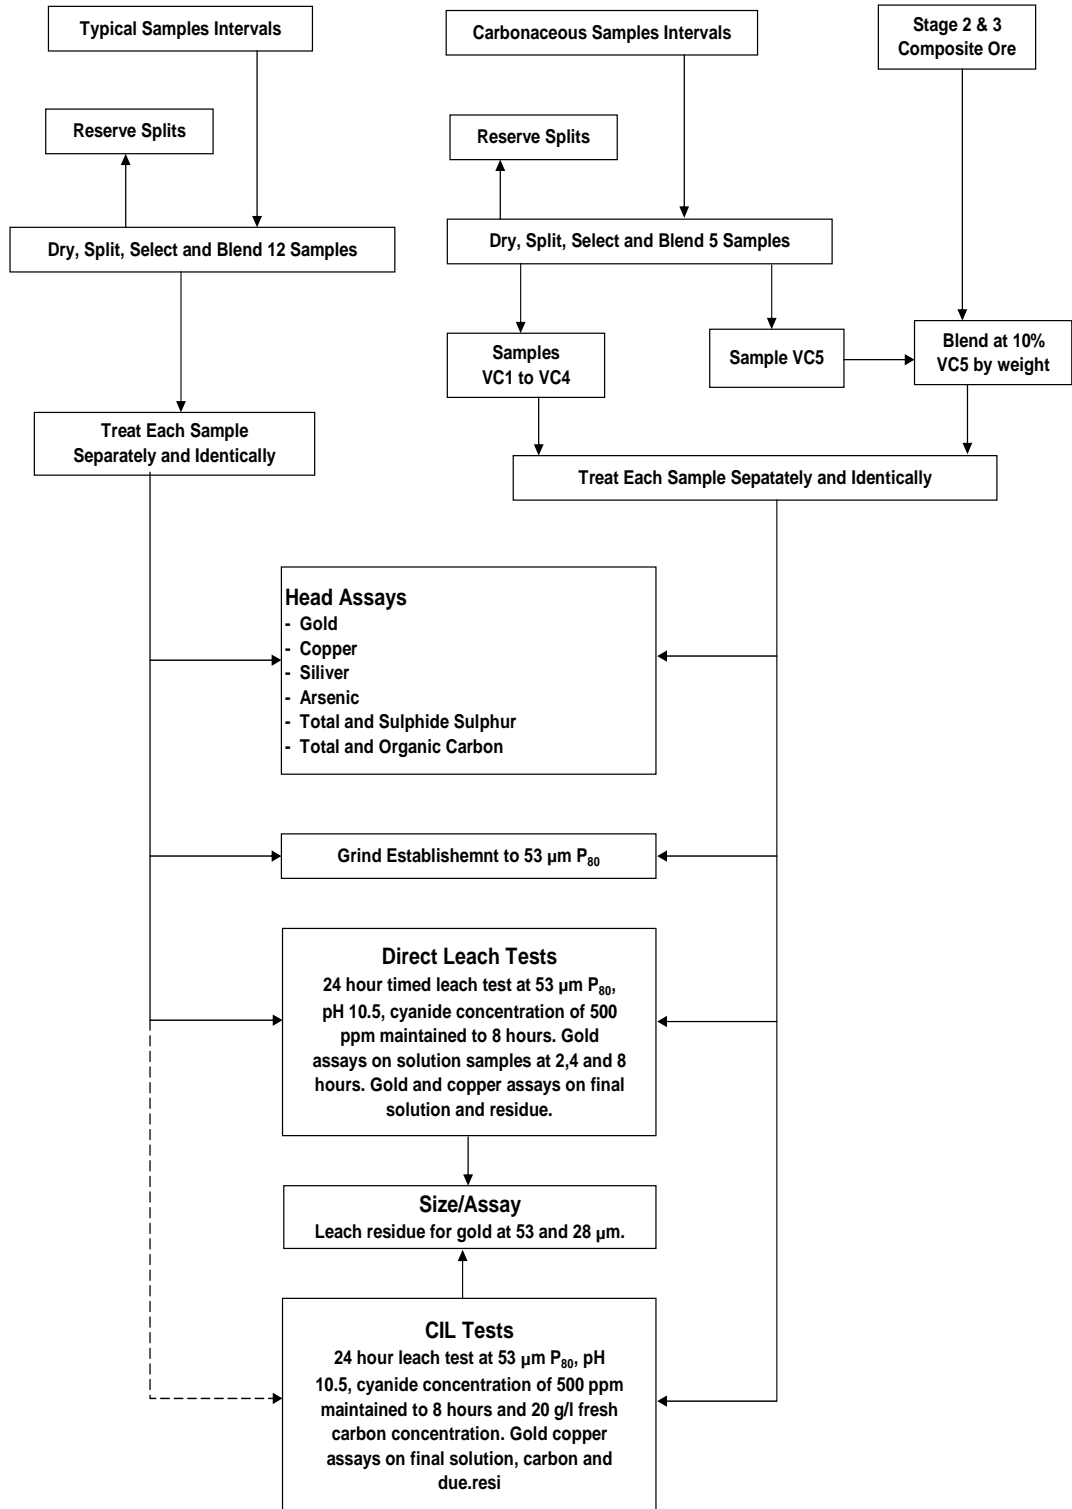 Typical Samples Intervals
Carbonaceous Samples Intervals
Stage 2 & 3
Composite Ore
Reserve Splits
Reserve Splits
Dry, Split, Select and Blend 12 Samples
Dry, Split, Select and Blend 5 Samples
Samples
VC1 to VC4
Sample VC5
Blend at 10%
VC5 by weight
Treat Each Sample
Separately and Identically
Treat Each Sample Sepatately and Identically
Head Assays
- Gold
- Copper
- Siliver
- Arsenic
- Total and Sulphide Sulphur
- Total and Organic Carbon
Grind Establishemnt to 53 µm P80
Direct Leach Tests
24 hour timed leach test at 53 µm P80,
pH 10.5, cyanide concentration of 500
ppm maintained to 8 hours. Gold
assays on solution samples at 2,4 and 8
hours. Gold and copper assays on final
solution and residue.
Size/Assay
Leach residue for gold at 53 and 28 µm.
CIL Tests
24 hour leach test at 53 µm P80, pH
10.5, cyanide concentration of 500 ppm
maintained to 8 hours and 20 g/l fresh
carbon concentration. Gold copper
assays on final solution, carbon and
due.resi